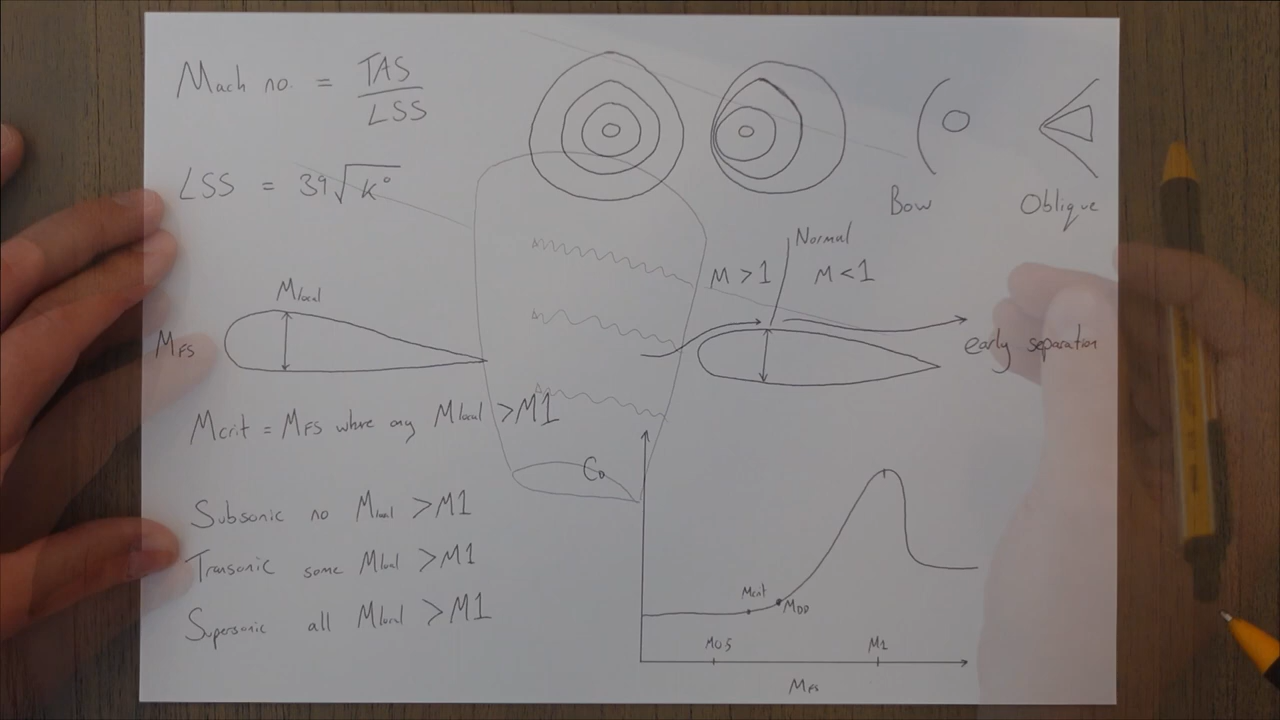 Mach no. = TAS / LSS
LSS = 39√K°
Bow
Oblique
Normal
M > 1
M < 1
Mlocal
MFS
early separation
Mcrit = MFS where any Mlocal > M1
Subsonic no Mlocal > M1
Transonic some Mlocal > M1
Supersonic all Mlocal > M1
CD
Mcrit
MDD
M0.5
M1
MFS